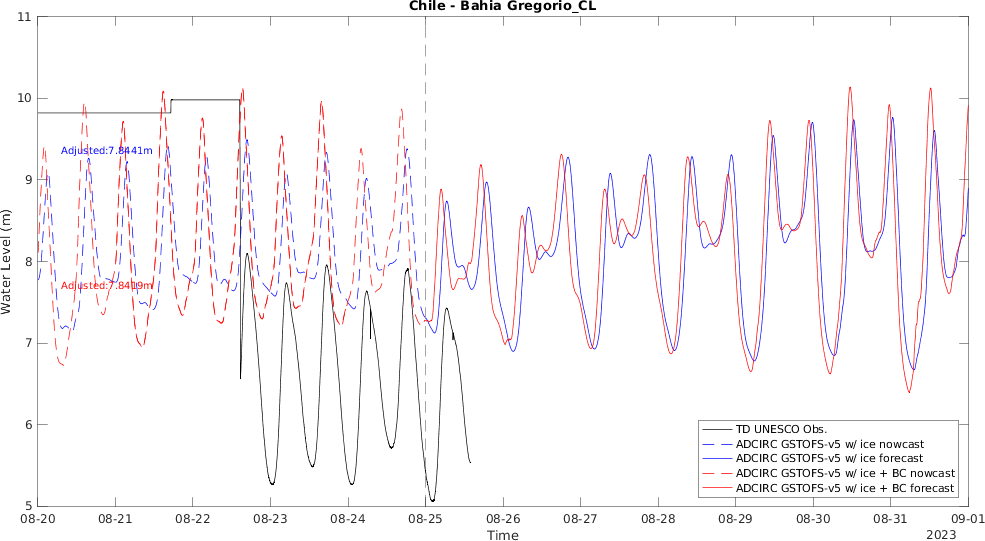 Chile - Bahia Gregorio_CL
11
10
9
8
7
6
5
Water Level (m)
Adjusted:7.8441m
Adjusted:7.8419m
TD UNESCO Obs.
ADCIRC GSTOFS-v5 w/ ice nowcast
ADCIRC GSTOFS-v5 w/ ice forecast
ADCIRC GSTOFS-v5 w/ ice + BC nowcast
ADCIRC GSTOFS-v5 w/ ice + BC forecast
08-20 08-21 08-22 08-23 08-24 08-25 08-26 08-27 08-28 08-29 08-30 08-31 09-01
Time
2023